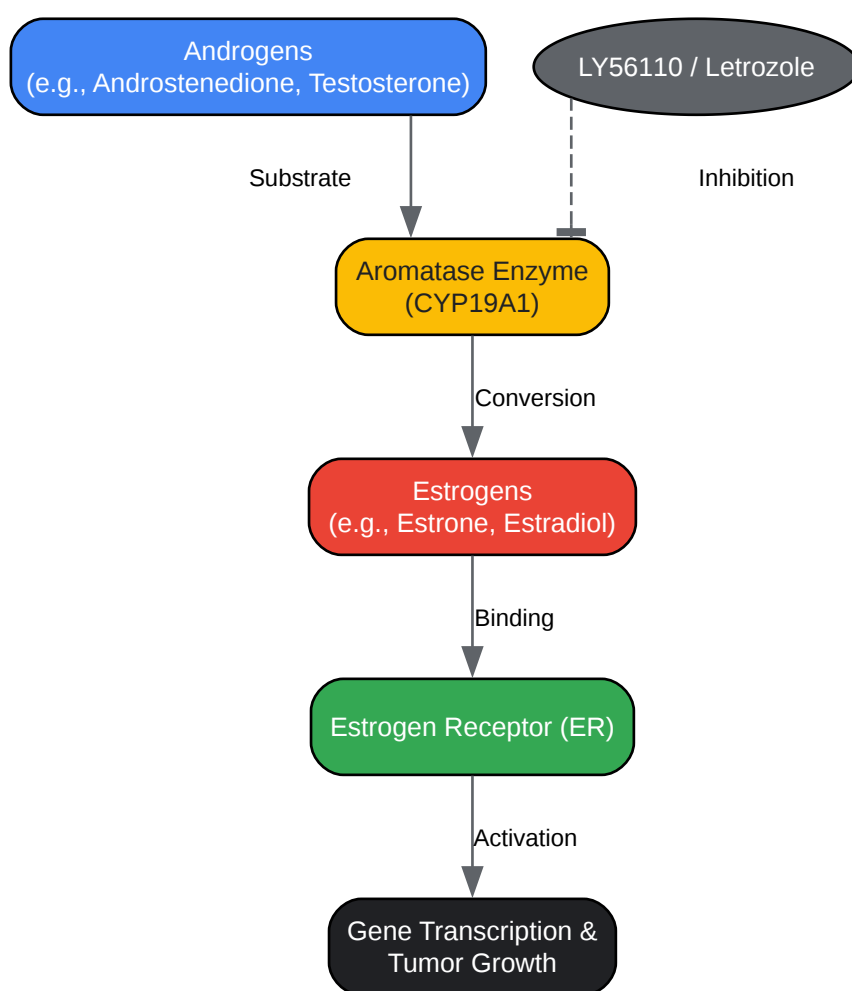 Androgens
(e.g., Androstenedione, Testosterone)
LY56110 / Letrozole
Substrate
Inhibition
Aromatase Enzyme
(CYP19A1)
Conversion
Estrogens
(e.g., Estrone, Estradiol)
Binding
Estrogen Receptor (ER)
Activation
Gene Transcription &
Tumor Growth